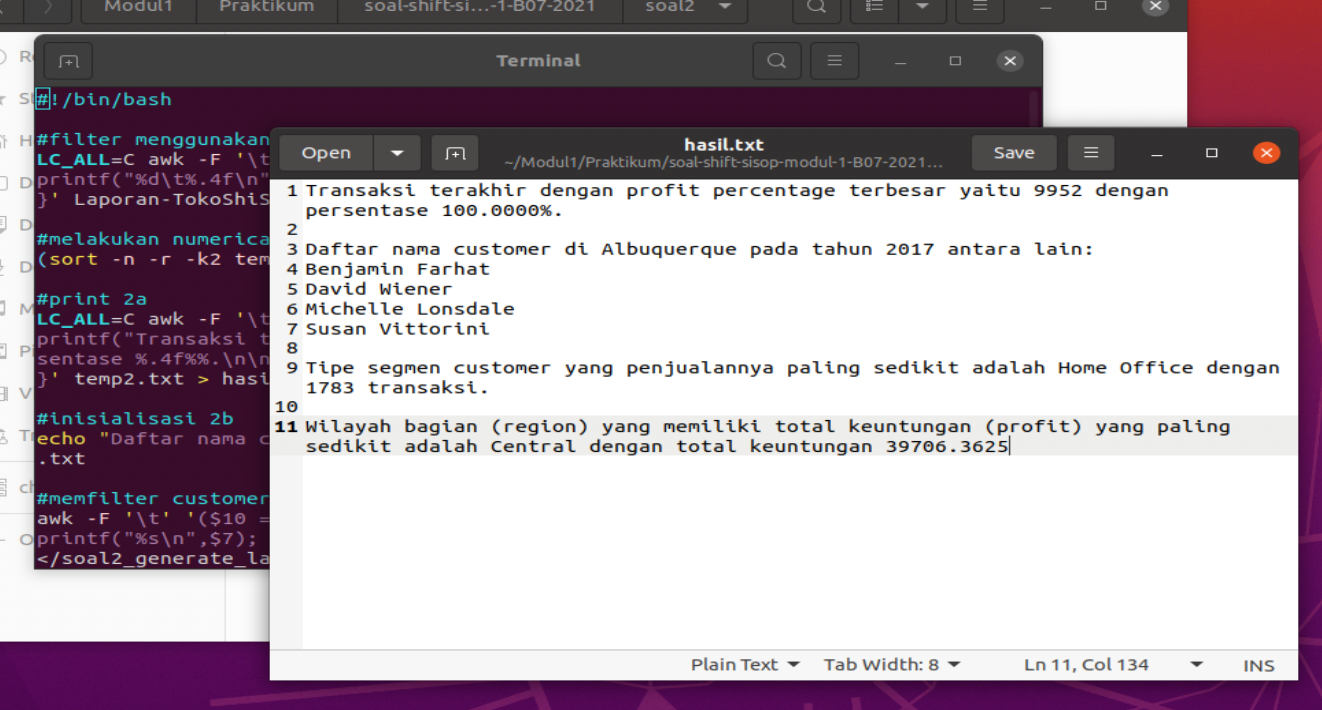 Modul1 Praktikum soal-shift-si...-1-B07-2021 soal2
Terminal
#!/bin/bash
#filter menggunakan
LC_ALL=C awk -F '\t
printf("%d\t%.4f\n"
}' Laporan-TokoShiS
#melakukan numerica
(sort -n -r -k2 tem
#print 2a
LC_ALL=C awk -F '\t
printf("Transaksi t
sentase %.4f%%.\n\n
}' temp2.txt > hasi
#inisialisasi 2b
echo "Daftar nama c
.txt
#memfilter customer
awk -F '\t' '($10 =
printf("%s\n",$7);
</soal2_generate_la
Open
hasil.txt
~/Modul1/Praktikum/soal-shift-sisop-modul-1-B07-2021...
Save
1 Transaksi terakhir dengan profit percentage terbesar yaitu 9952 dengan
persentase 100.0000%.
2
3 Daftar nama customer di Albuquerque pada tahun 2017 antara lain:
4 Benjamin Farhat
5 David Wiener
6 Michelle Lonsdale
7 Susan Vittorini
8
9 Tipe segmen customer yang penjualannya paling sedikit adalah Home Office dengan
1783 transaksi.
10
11 Wilayah bagian (region) yang memiliki total keuntungan (profit) yang paling
sedikit adalah Central dengan total keuntungan 39706.3625
Plain Text Tab Width: 8 Ln 11, Col 134 INS